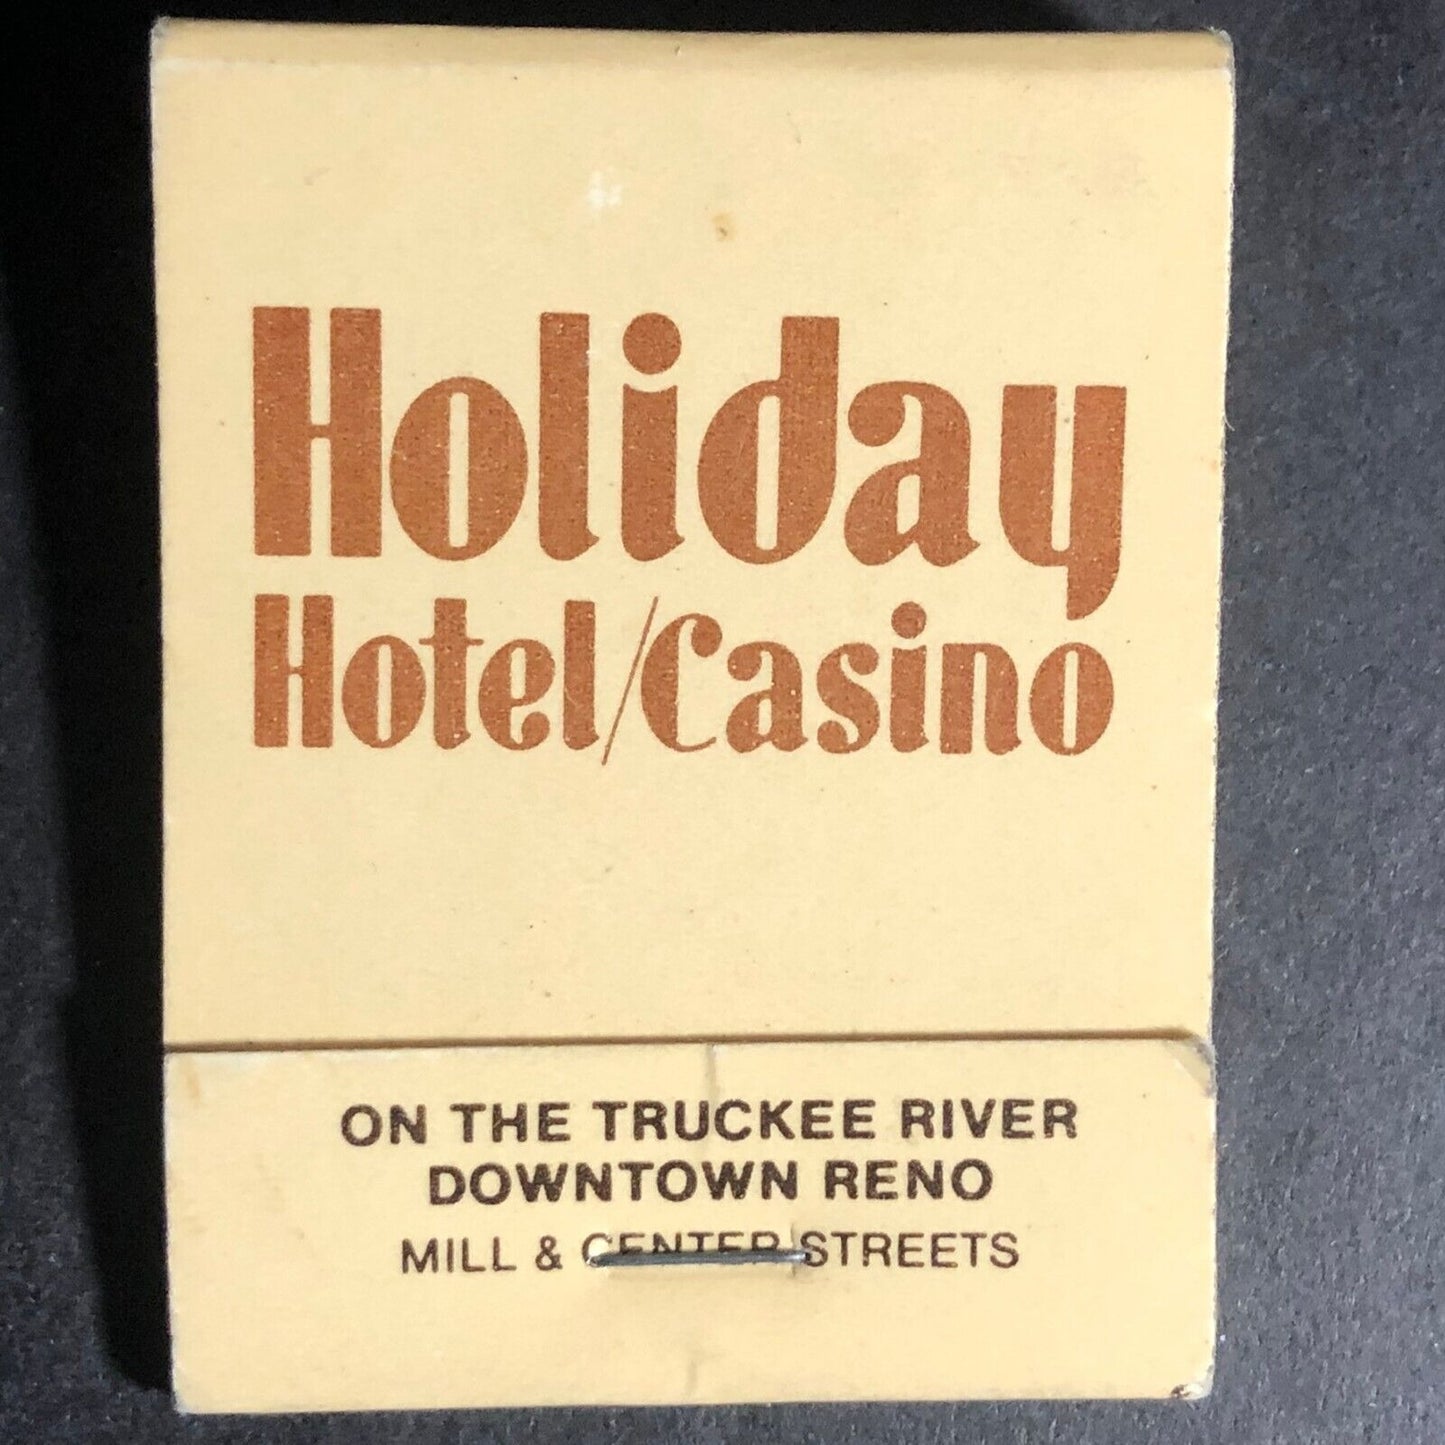 Holiday
Hotel/Casino
ON THE TRUCKEE RIVER
DOWNTOWN RENO
MILL & CENTER STREETS